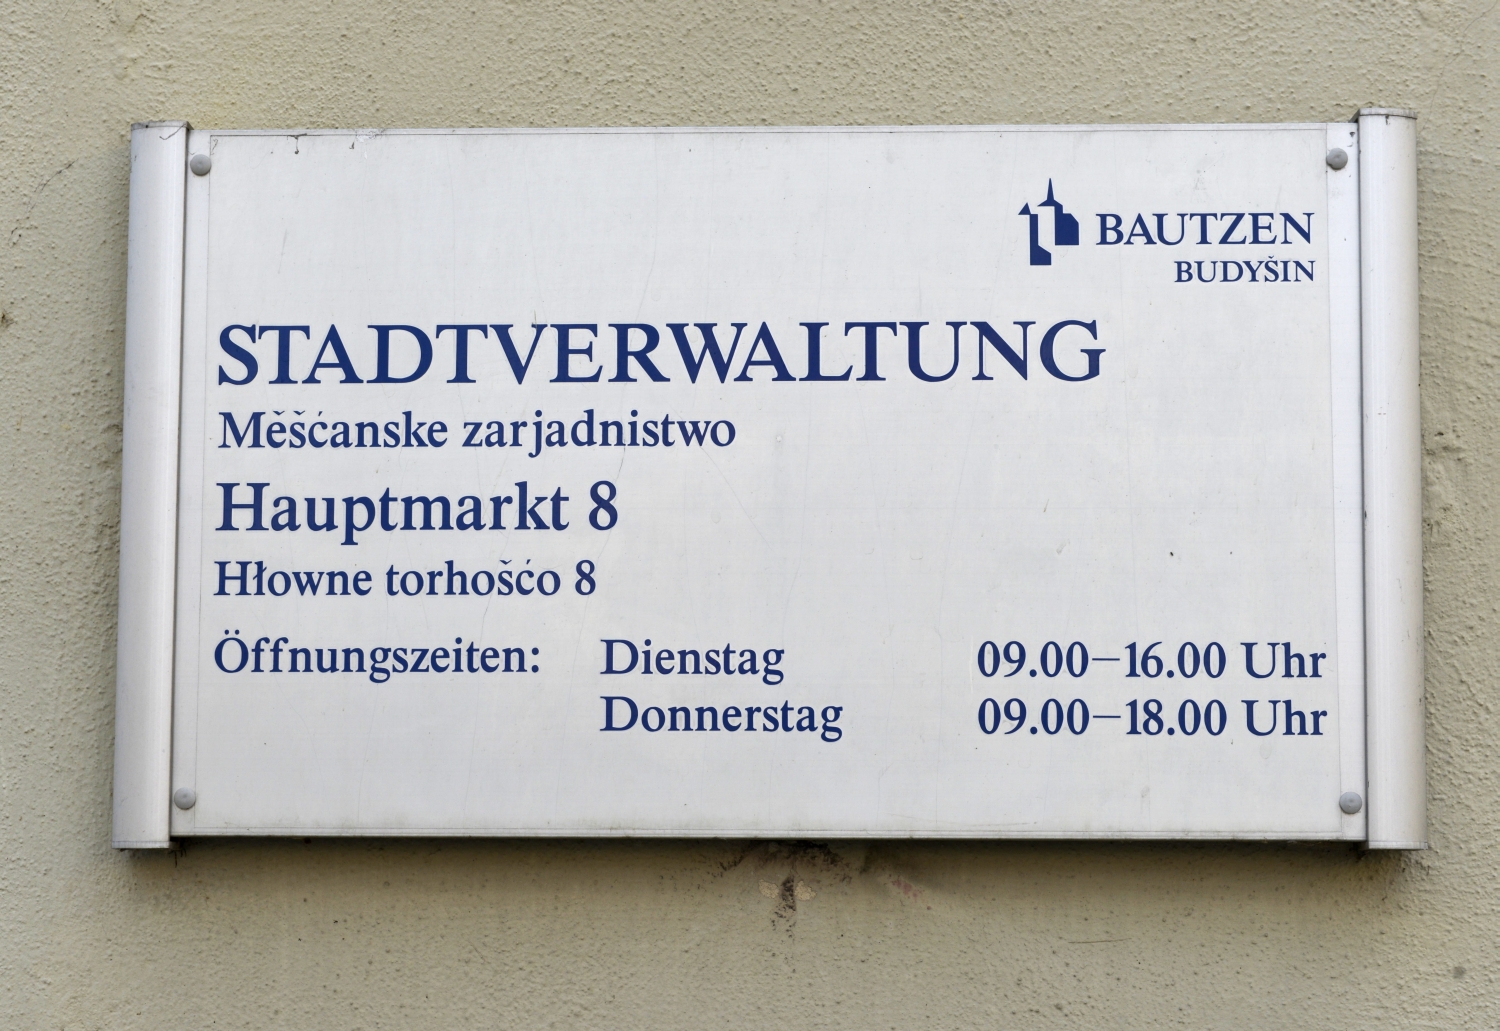 BAUTZEN
BUDYŠIN
STADTVERWALTUNG
Měšćanske zarjadnistwo
Hauptmarkt 8
Hłowne torhošćo 8
Öffnungszeiten: Dienstag 09.00–16.00 Uhr
Donnerstag 09.00–18.00 Uhr